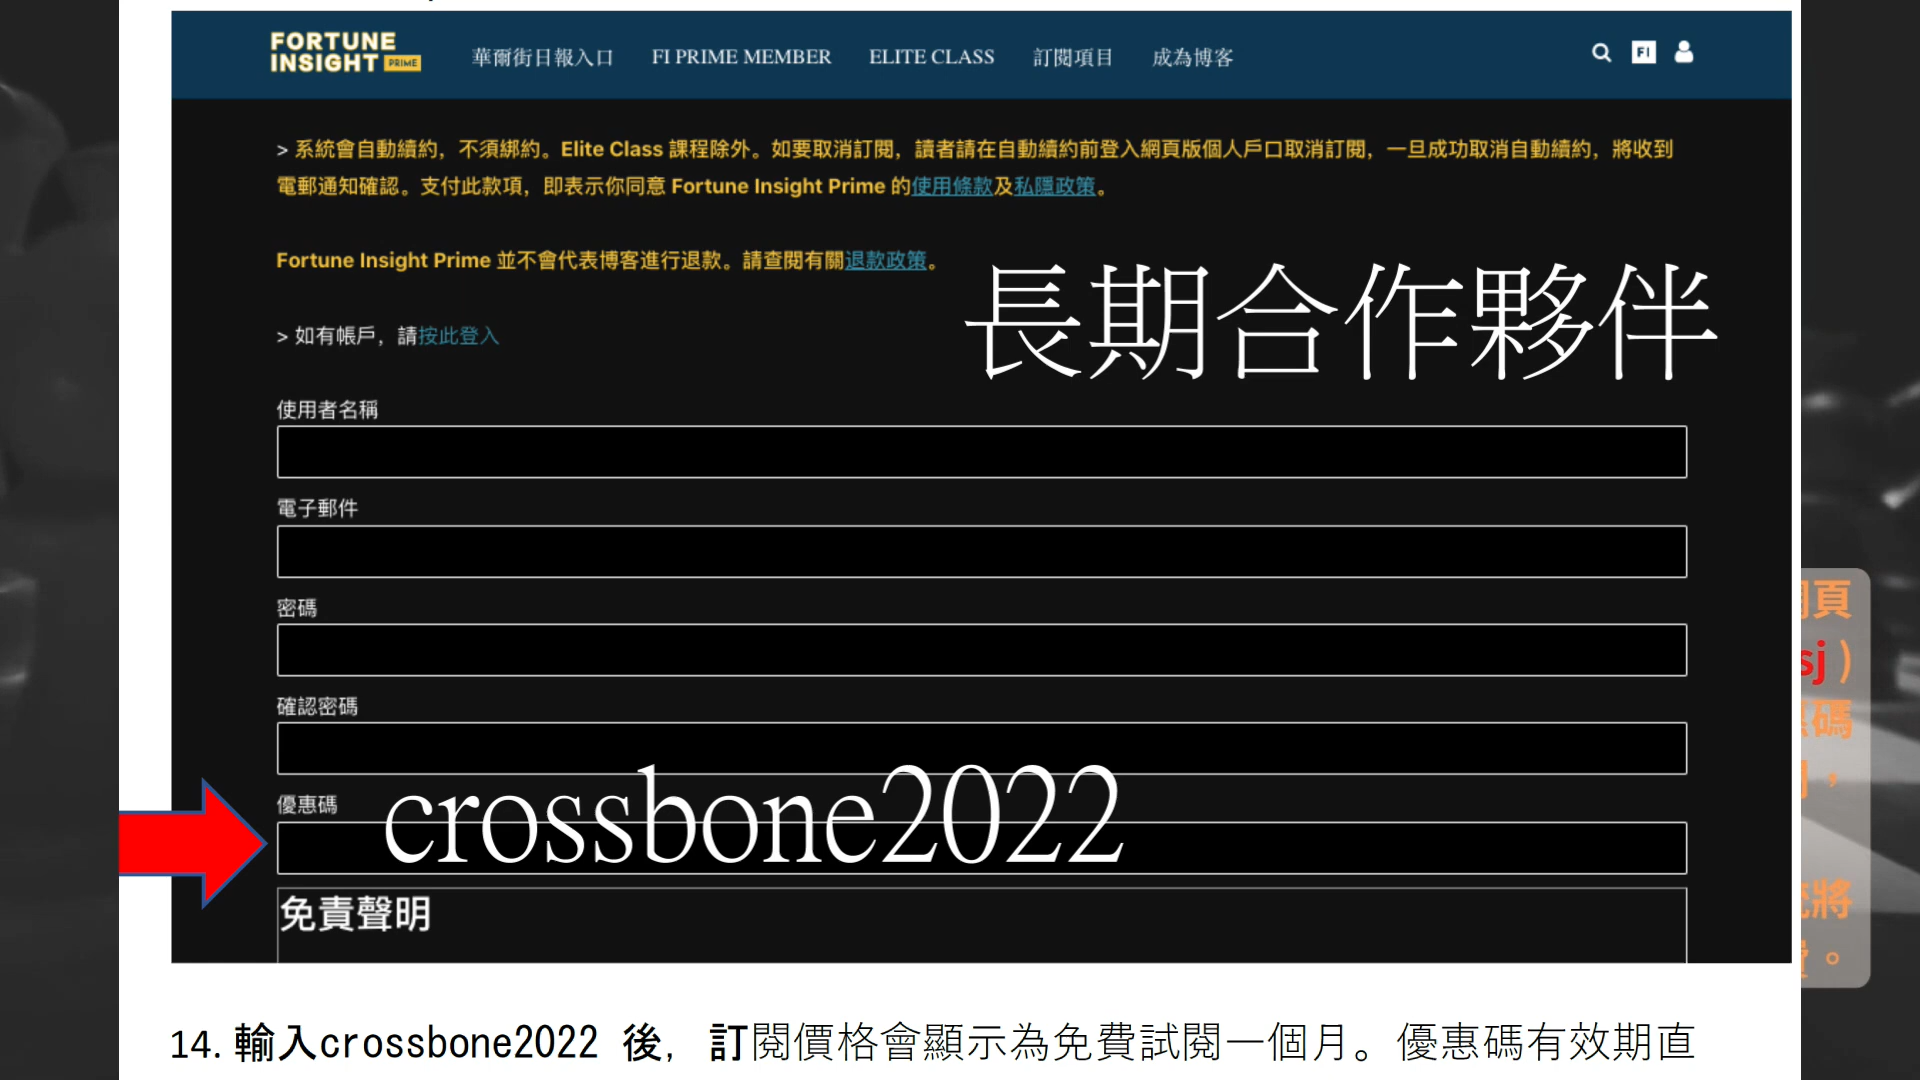 FORTUNE
INSIGHT PRIME
華爾街日報入口 FI PRIME MEMBER ELITE CLASS 訂閱項目 成為博客
FI
> 系統會自動續約，不須綁約。Elite Class 課程除外。如要取消訂閱，讀者請在自動續約前登入網頁版個人戶口取消訂閱，一旦成功取消自動續約，將收到
電郵通知確認。支付此款項，即表示你同意 Fortune Insight Prime 的使用條款及私隱政策。
Fortune Insight Prime 並不會代表博客進行退款。請查閱有關退款政策。
長期合作夥伴
> 如有帳戶，請按此登入
使用者名稱
電子郵件
密碼
確認密碼
優惠碼
crossbone2022
免責聲明
頁
sj )
碼
，
將
。
14. 輸入crossbone2022 後，訂閱價格會顯示為免費試閱一個月。優惠碼有效期直